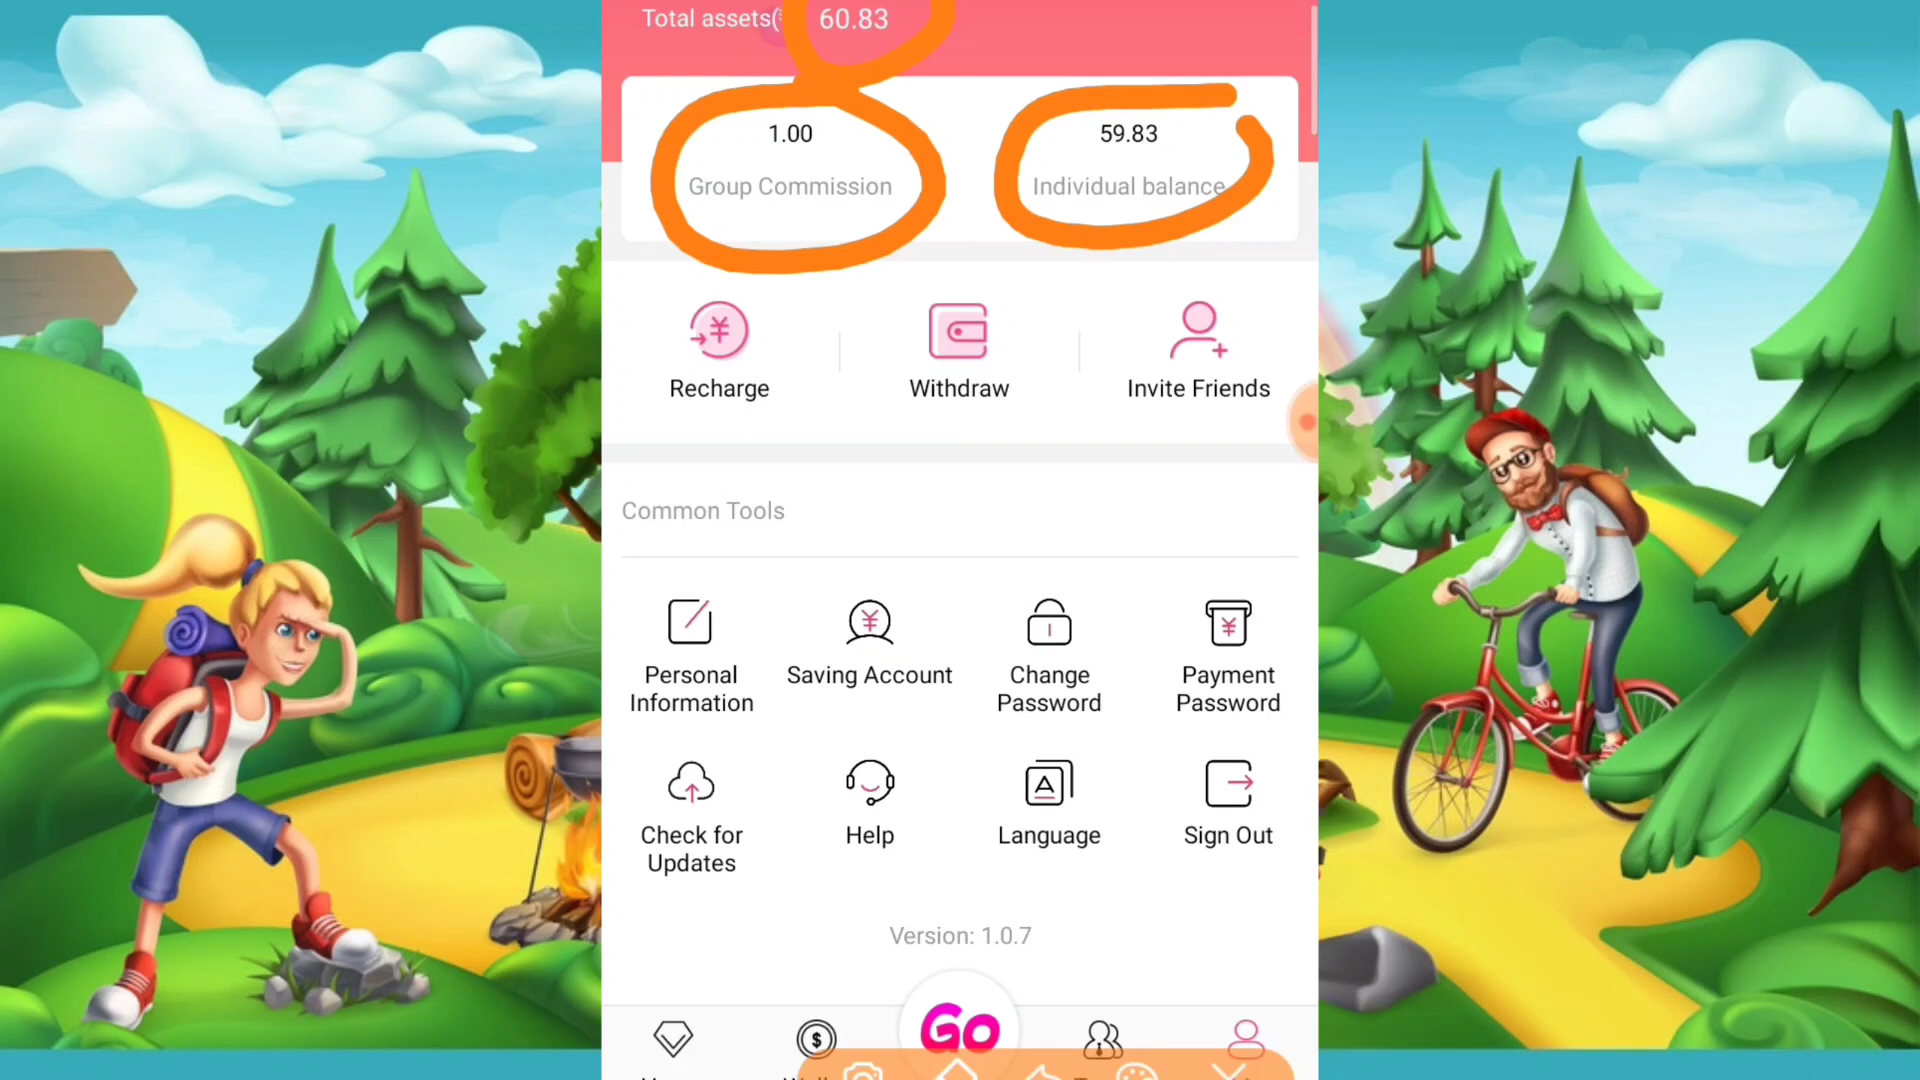 Total assets(
60.83
1.00
59.83
Group Commission
Individual balance
Recharge
Withdraw
Invite Friends
Common Tools
Personal
Information
Saving Account
Change
Password
Payment
Password
Check for
Updates
Help
Language
Sign Out
Version: 1.0.7
Go